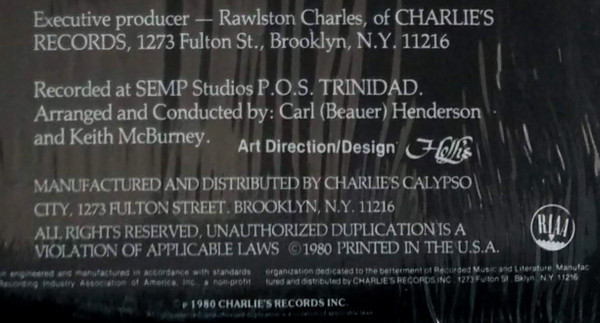 Executive producer — Rawlston Charles, of CHARLIE'S
RECORDS, 1273 Fulton St., Brooklyn, N.Y. 11216
Recorded at SEMP Studios P.O.S. TRINIDAD.
Arranged and Conducted by: Carl (Beauer) Henderson
and Keith McBurney.
Art Direction/Design Hollis
MANUFACTURED AND DISTRIBUTED BY CHARLIE'S CALYPSO
CITY, 1273 FULTON STREET. BROOKLYN, N.Y. 11216
ALL RIGHTS RESERVED, UNAUTHORIZED DUPLICATION IS A
VIOLATION OF APPLICABLE LAWS ©1980 PRINTED IN THE U.S.A.
RIAA
engineered and manufactured in accordance with standards
Recording Industry Association of America, Inc., a non-profit
organization dedicated to the betterment of Recorded Music and Literature. Manufac-
tured and distributed by CHARLIE'S RECORDS INC. 1273 Fulton St. Bklyn, N.Y. 11216
℗ 1980 CHARLIE'S RECORDS INC.